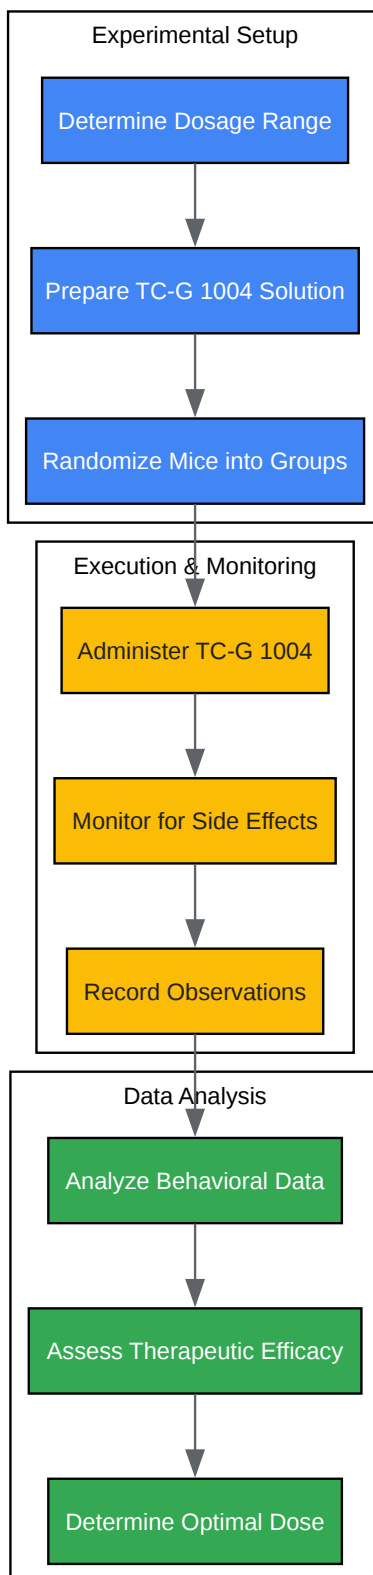 Experimental Setup
Determine Dosage Range
Prepare TC-G 1004 Solution
Randomize Mice into Groups
Execution & Monitoring
Administer TC-G 1004
Monitor for Side Effects
Record Observations
Data Analysis
Analyze Behavioral Data
Assess Therapeutic Efficacy
Determine Optimal Dose